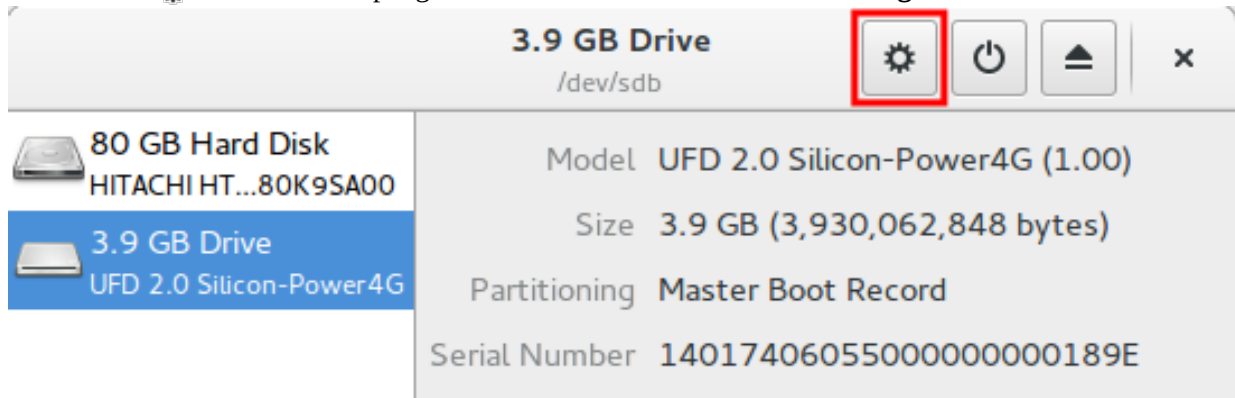 3.9 GB Drive
/dev/sdb
80 GB Hard Disk
HITACHI HT...80K9SA00
3.9 GB Drive
UFD 2.0 Silicon-Power4G
Model UFD 2.0 Silicon-Power4G (1.00)
Size 3.9 GB (3,930,062,848 bytes)
Partitioning Master Boot Record
Serial Number 14017406055000000000189E